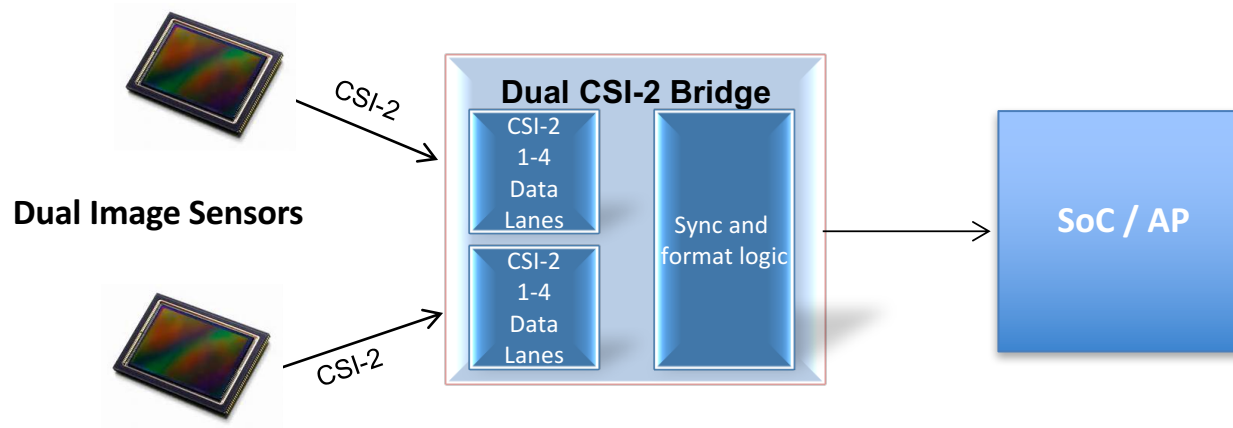 CSI-2
Dual Image Sensors
CSI-2
Dual CSI-2 Bridge
CSI-2
1-4
Data
Lanes
CSI-2
1-4
Data
Lanes
Sync and
format logic
SoC / AP